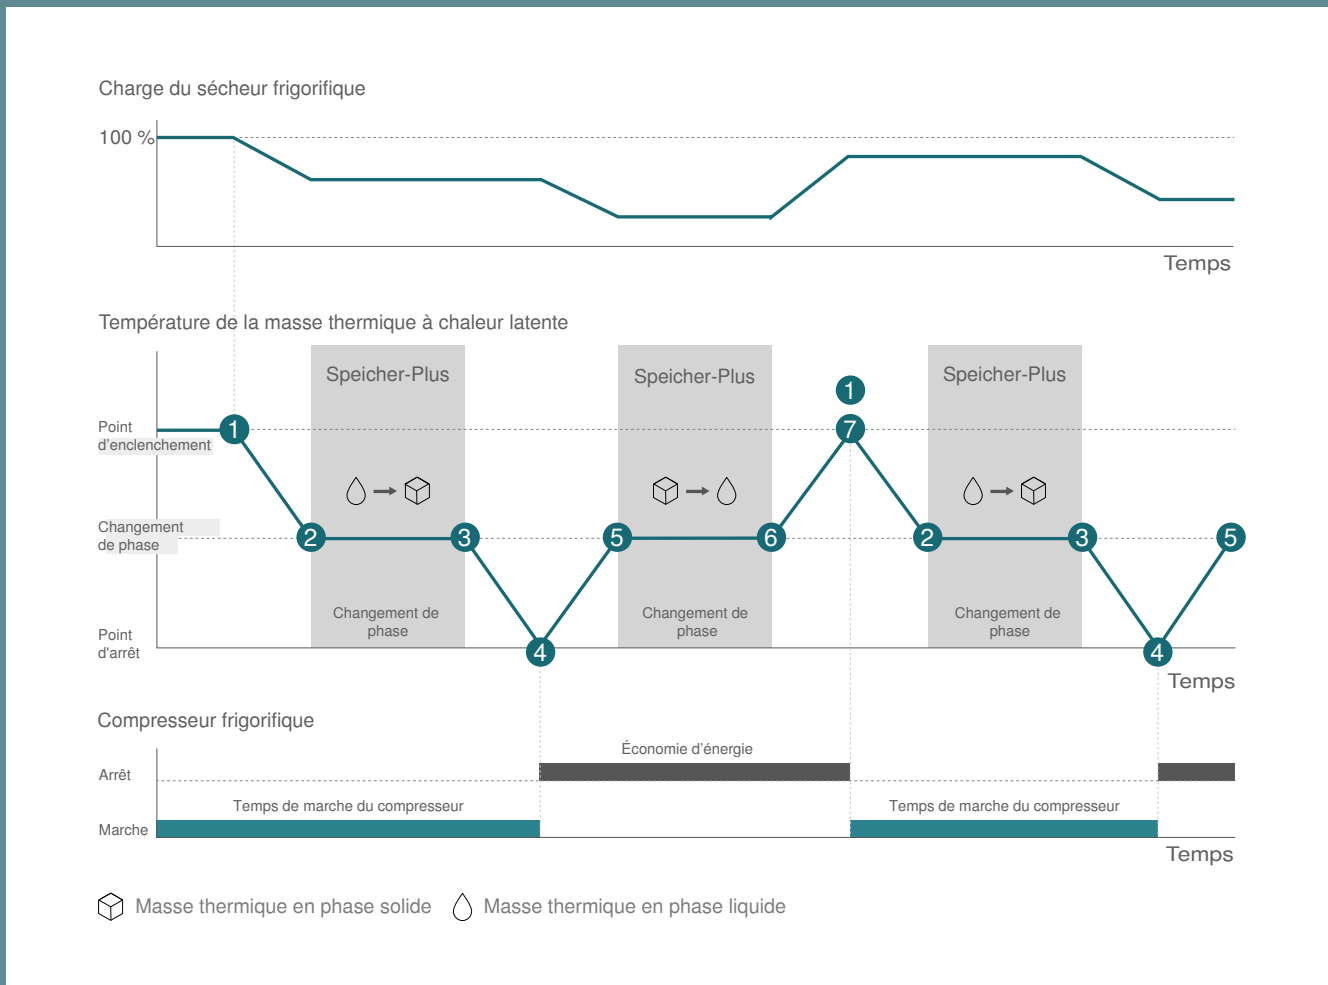 Charge du sécheur frigorifique
100 %
Temps
Température de la masse thermique à chaleur latente
Speicher-Plus
Speicher-Plus
Speicher-Plus
1
Point
d'enclenchement
1
7
Changement
de phase
2
3
5
6
2
3
5
Changement de
phase
Changement de
phase
Changement de
phase
Point
d'arrêt
4
4
Temps
Compresseur frigorifique
Économie d'énergie
Arrêt
Temps de marche du compresseur
Temps de marche du compresseur
Marche
Temps
Masse thermique en phase solide
Masse thermique en phase liquide